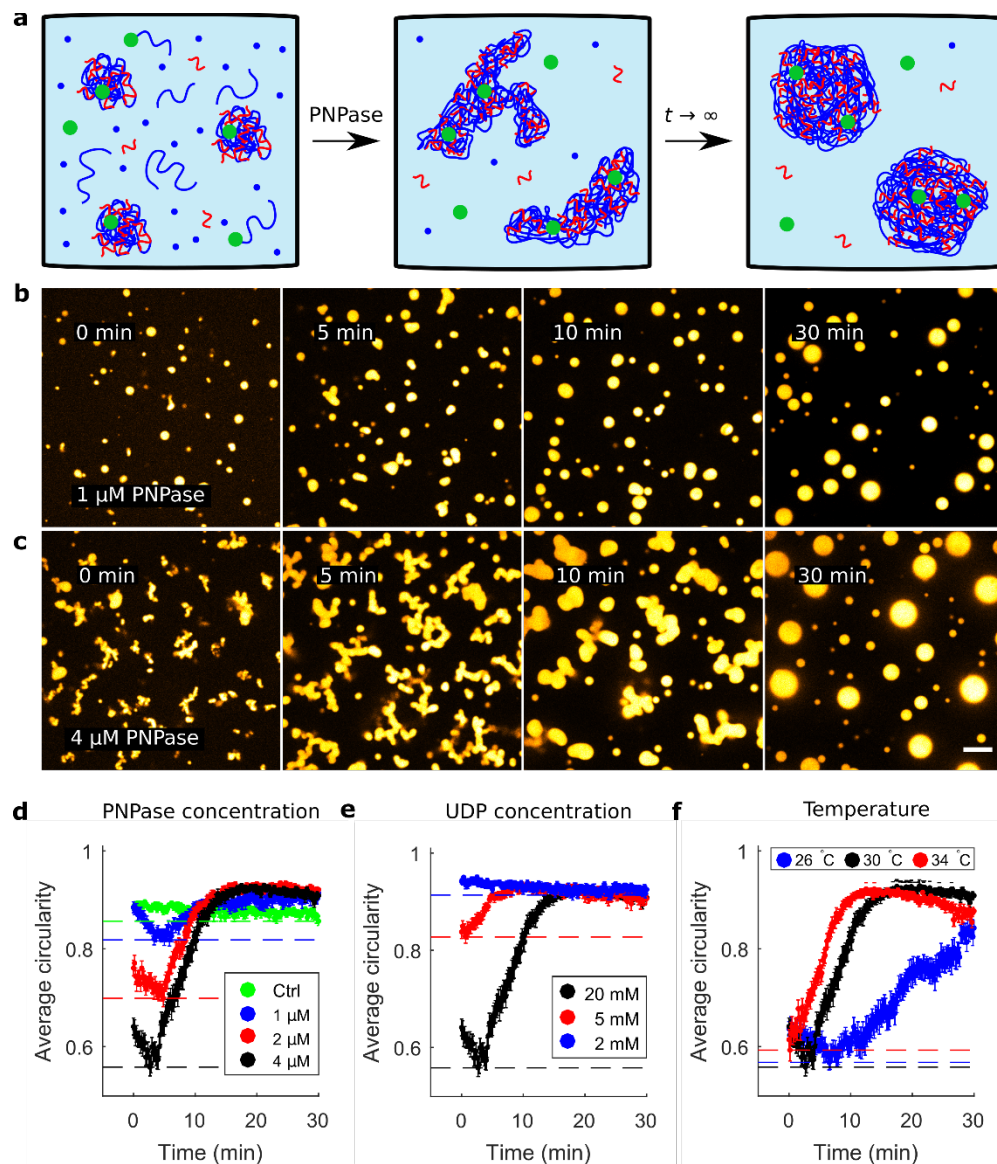 a
PNPase
t → ∞
b
0 min
5 min
10 min
30 min
1 µM PNPase
c
0 min
5 min
10 min
30 min
4 µM PNPase
d
PNPase concentration
Average circularity
1
0.8
0.6
Ctrl
1 µM
2 µM
4 µM
0
10
20
30
Time (min)
e
UDP concentration
Average circularity
1
0.8
0.6
20 mM
5 mM
2 mM
0
10
20
30
Time (min)
f
Temperature
26 °C
30 °C
34 °C
Average circularity
1
0.8
0.6
0
10
20
30
Time (min)